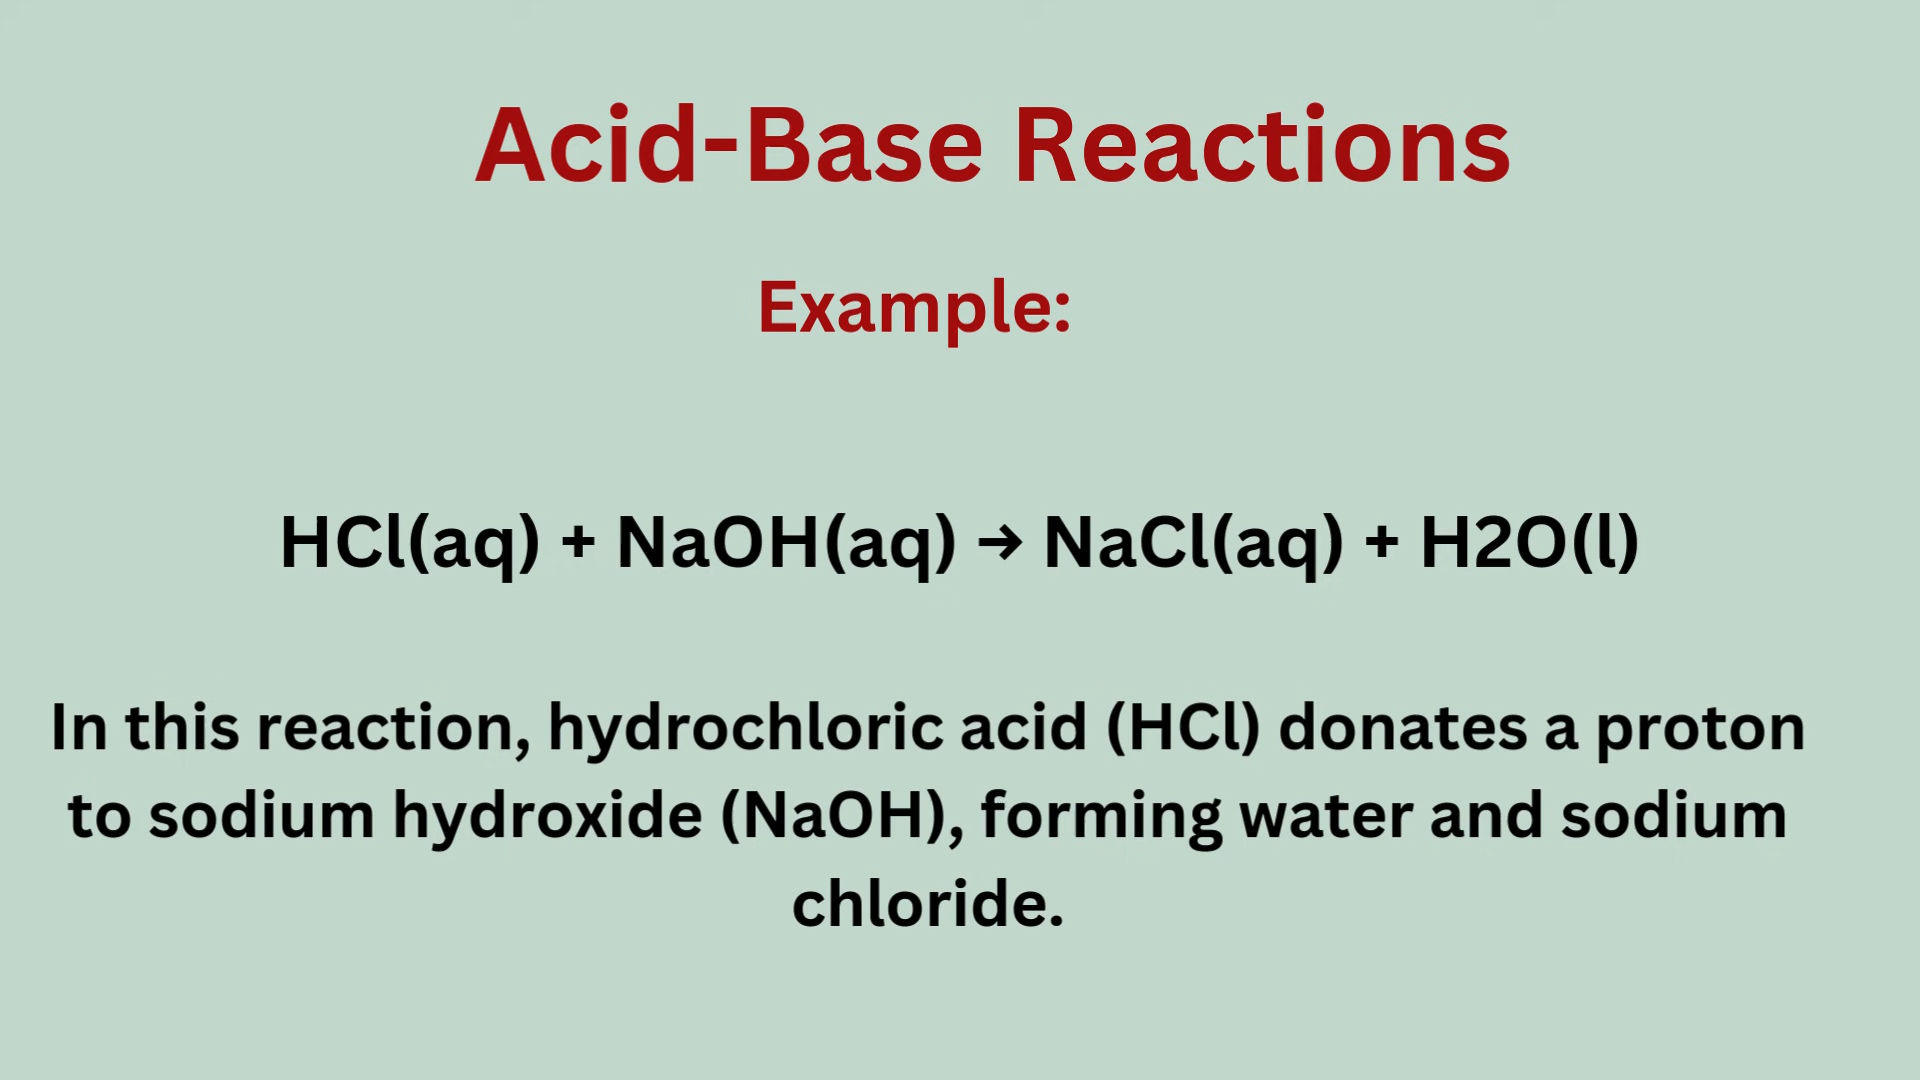 Acid-Base Reactions
Example:
HCl(aq) + NaOH(aq) → NaCl(aq) + H2O(l)
In this reaction, hydrochloric acid (HCl) donates a proton
to sodium hydroxide (NaOH), forming water and sodium
chloride.